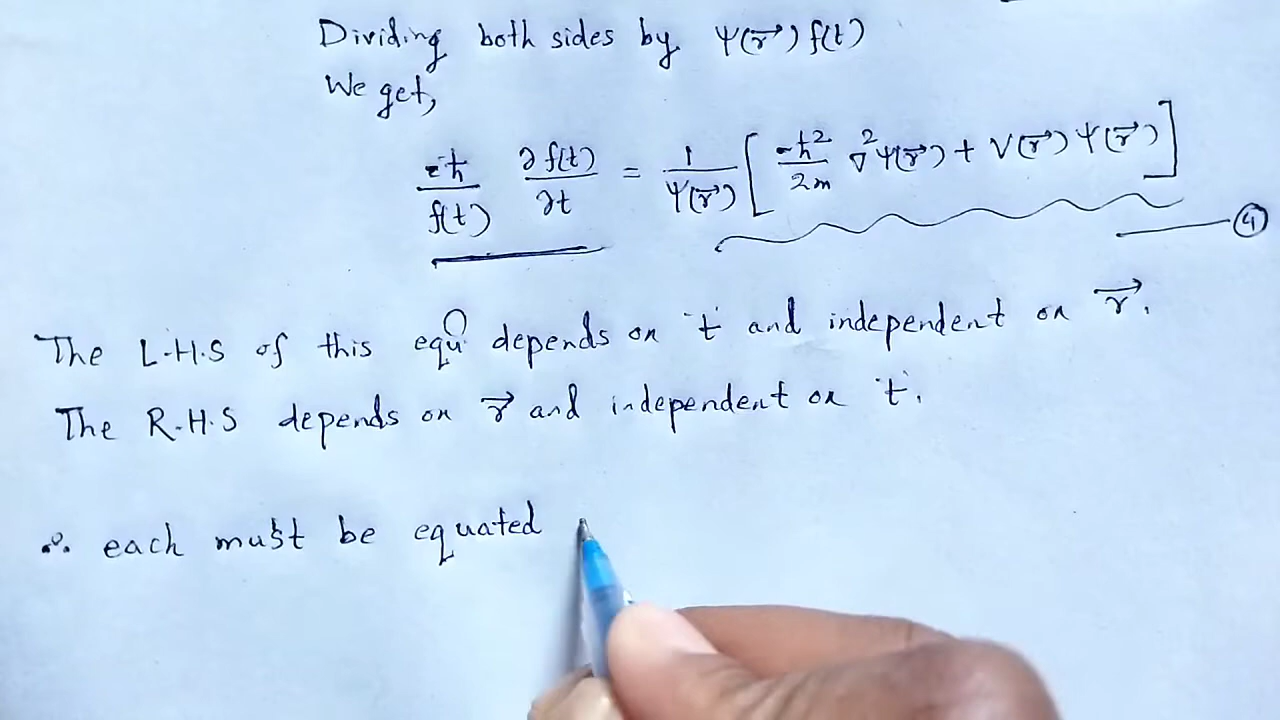 Dividing both sides by Ψ(r⃗) f(t)
We get,
iħ/f(t) ∂f(t)/∂t = 1/Ψ(r⃗) [ -ħ²/2m ∇²Ψ(r⃗) + V(r⃗) Ψ(r⃗) ] — ④
The L.H.S of this equⁿ depends on 't' and independent on r⃗.
The R.H.S depends on r⃗ and independent on 't'.
∴ each must be equated